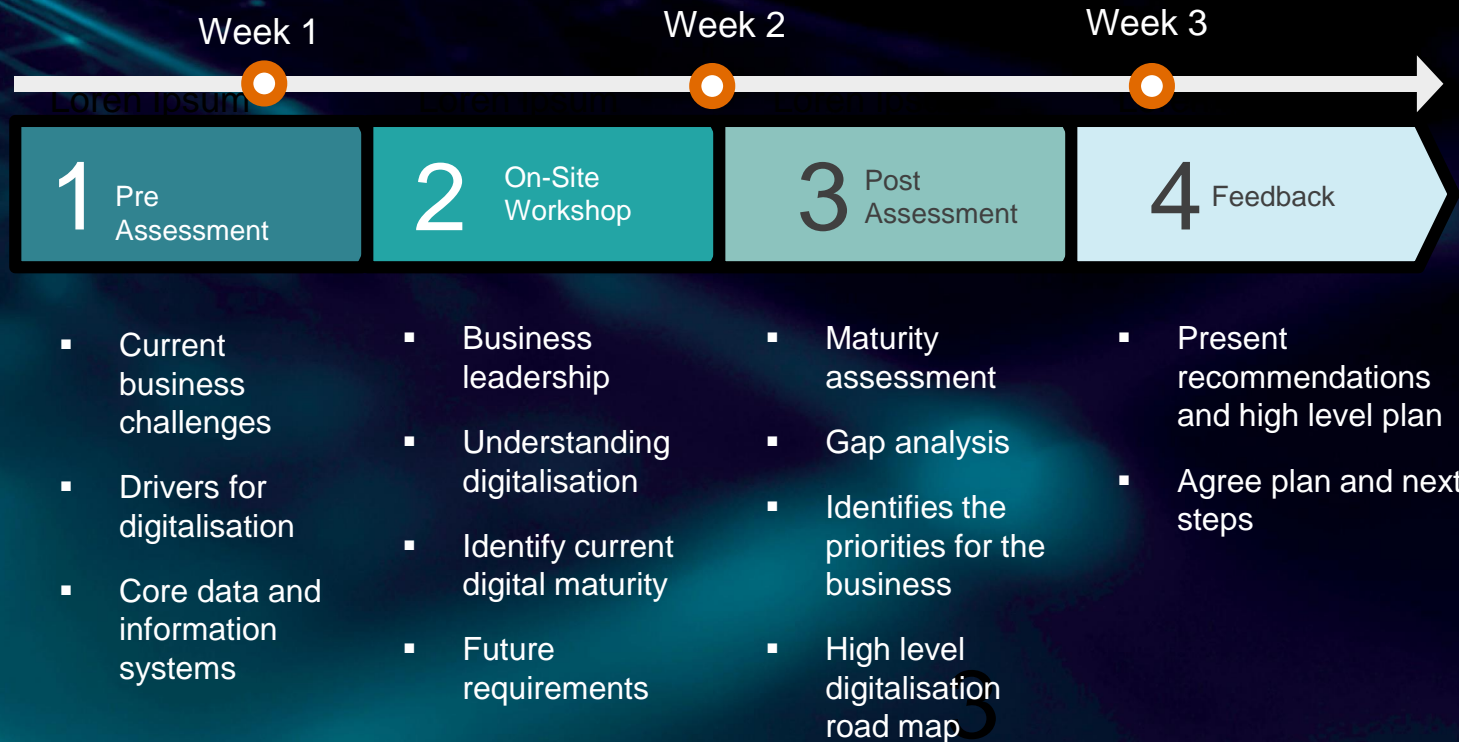 Week 1
Week 2
Week 3
Loren Ipsum
1
Pre
Assessment
2
On-Site
Workshop
3
Post
Assessment
4
Feedback
▪ Current
business
challenges
▪ Drivers for
digitalisation
▪ Core data and
information
systems
▪ Business
leadership
▪ Understanding
digitalisation
▪ Identify current
digital maturity
▪ Future
requirements
▪ Maturity
assessment
▪ Gap analysis
▪ Identifies the
priorities for the
business
▪ High level
digitalisation
road map
3
▪ Present
recommendations
and high level plan
▪ Agree plan and next
steps